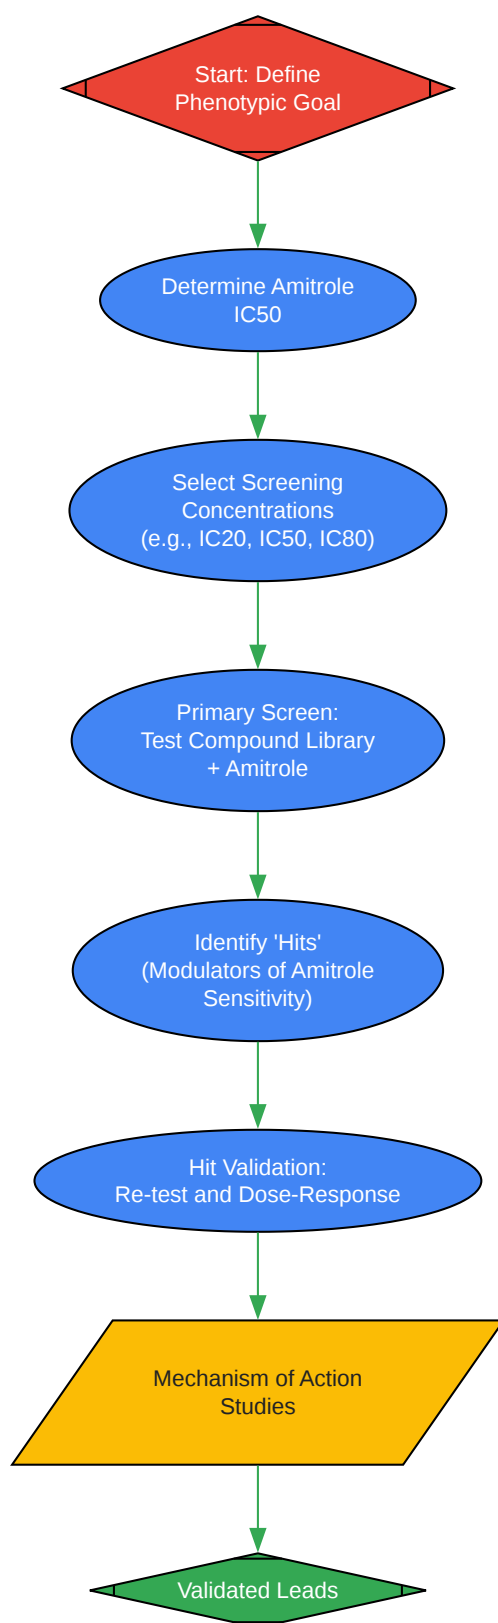 Start: Define
Phenotypic Goal
Determine Amitrole
IC50
Select Screening
Concentrations
(e.g., IC20, IC50, IC80)
Primary Screen:
Test Compound Library
+ Amitrole
Identify 'Hits'
(Modulators of Amitrole
Sensitivity)
Hit Validation:
Re-test and Dose-Response
Mechanism of Action
Studies
Validated Leads